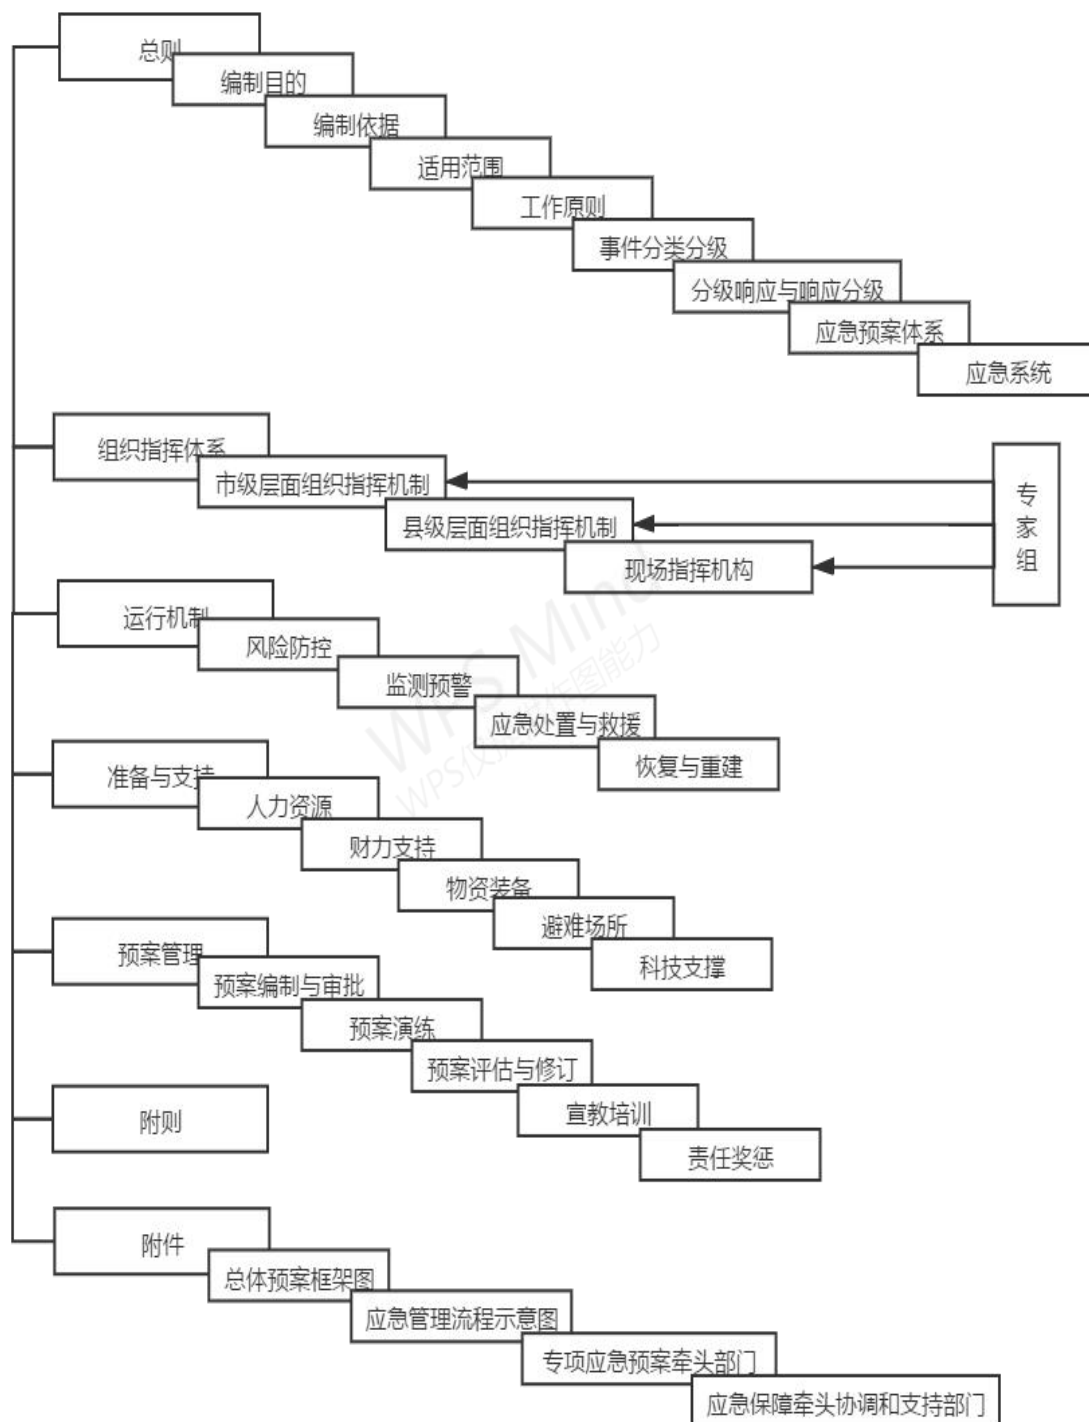 总则
编制目的
编制依据
适用范围
工作原则
事件分类分级
分级响应与响应分级
应急预案体系
应急系统
组织指挥体系
市级层面组织指挥机制
县级层面组织指挥机制
现场指挥机构
专家组
运行机制
风险防控
监测预警
应急处置与救援
恢复与重建
准备与支持
人力资源
财力支持
物资装备
避难场所
科技支撑
预案管理
预案编制与审批
预案演练
预案评估与修订
宣教培训
责任奖惩
附则
附件
总体预案框架图
应急管理流程示意图
专项应急预案牵头部门
应急保障牵头协调和支持部门
WPS Mind